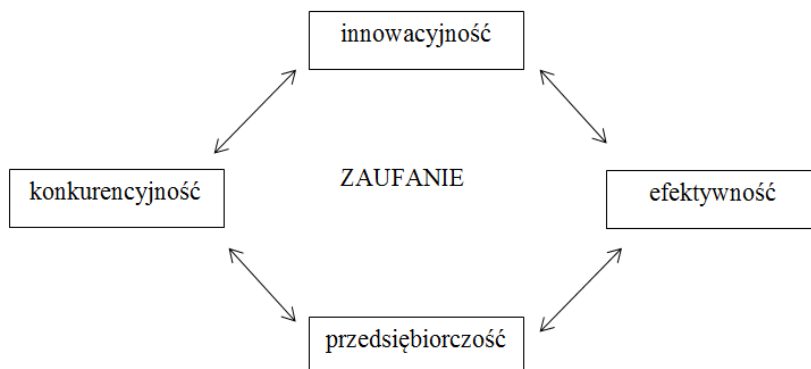 innowacyjność
konkurencyjność
ZAUFANIE
efektywność
przedsiębiorczość